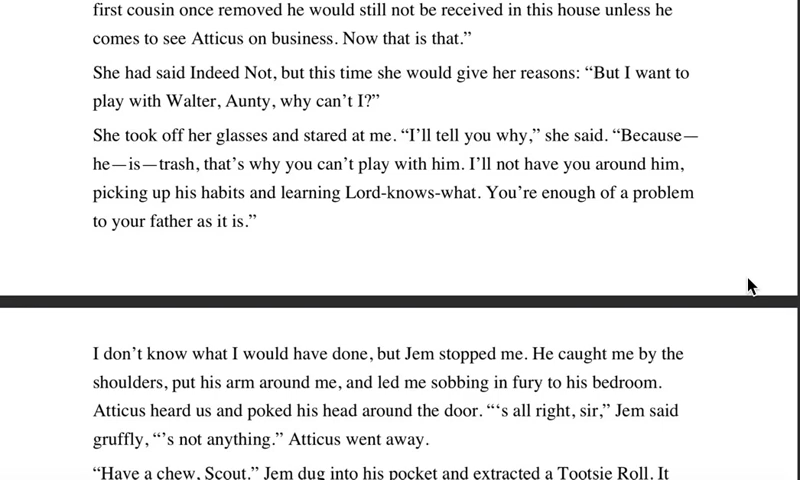 first cousin once removed he would still not be received in this house unless he
comes to see Atticus on business. Now that is that.”
She had said Indeed Not, but this time she would give her reasons: “But I want to
play with Walter, Aunty, why can’t I?”
She took off her glasses and stared at me. “I’ll tell you why,” she said. “Because—
he—is—trash, that’s why you can’t play with him. I’ll not have you around him,
picking up his habits and learning Lord-knows-what. You’re enough of a problem
to your father as it is.”
I don’t know what I would have done, but Jem stopped me. He caught me by the
shoulders, put his arm around me, and led me sobbing in fury to his bedroom.
Atticus heard us and poked his head around the door. “‘s all right, sir,” Jem said
gruffly, “’s not anything.” Atticus went away.
“Have a chew, Scout.” Jem dug into his pocket and extracted a Tootsie Roll. It